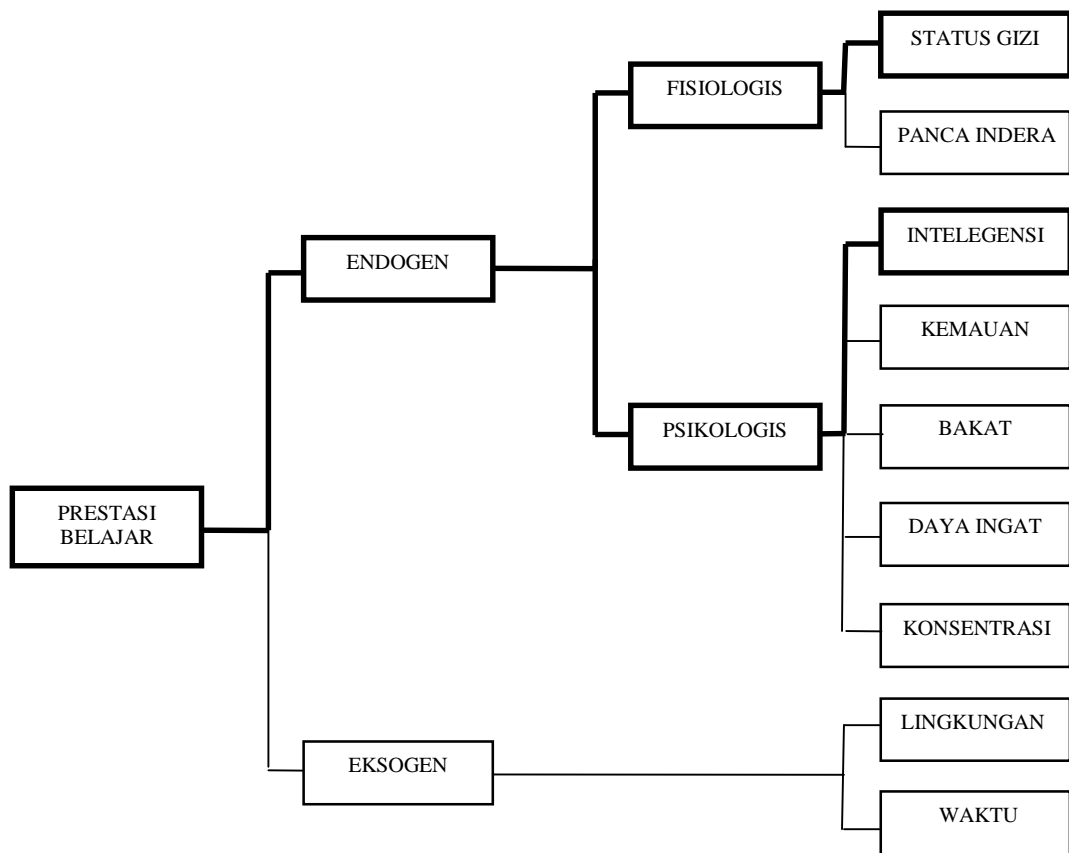 STATUS GIZI
FISIOLOGIS
PANCA INDERA
INTELEGENSI
ENDOGEN
KEMAUAN
PSIKOLOGIS
BAKAT
PRESTASI
BELAJAR
DAYA INGAT
KONSENTRASI
LINGKUNGAN
EKSOGEN
WAKTU